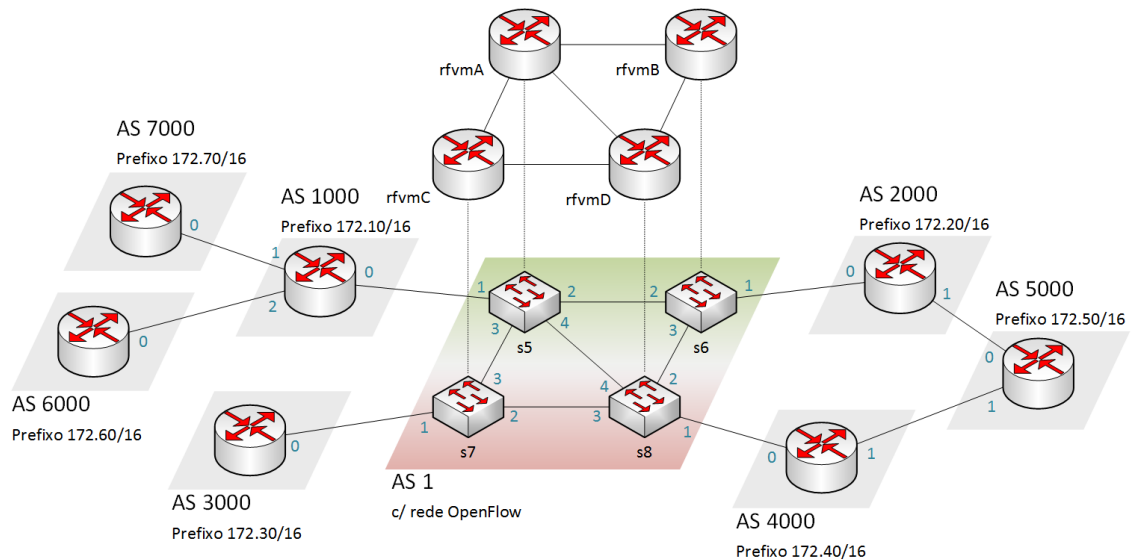 rfvmA
rfvmB
AS 7000
Prefixo 172.70/16
rfvmC
rfvmD
AS 1000
Prefixo 172.10/16
AS 2000
Prefixo 172.20/16
0
1
0
2
1
1
2
2
1
0
1
AS 5000
Prefixo 172.50/16
3
4
3
s5
s6
0
0
1
AS 6000
Prefixo 172.60/16
3
4
2
1
2
3
1
0
s7
s8
0
1
AS 3000
Prefixo 172.30/16
AS 1
c/ rede OpenFlow
AS 4000
Prefixo 172.40/16